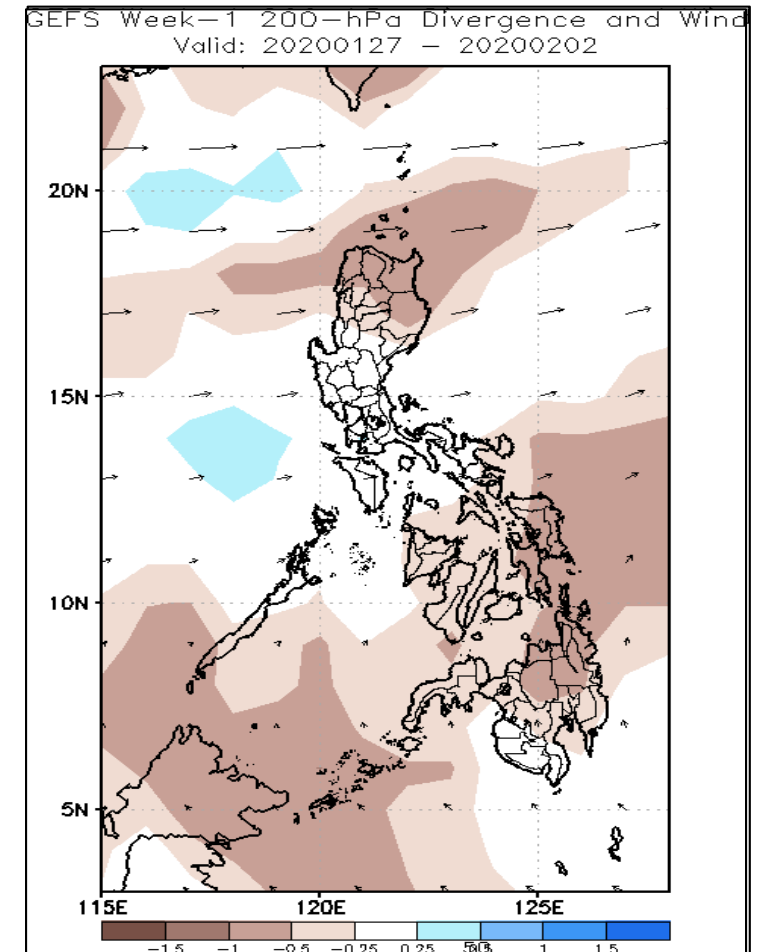 GEFS Week-1 200-hPa Divergence and Wind
Valid: 20200127 - 20200202
20N
15N
10N
5N
115E 120E 125E
-1.5 -1 -0.5 -0.25 0.25 1 1.5